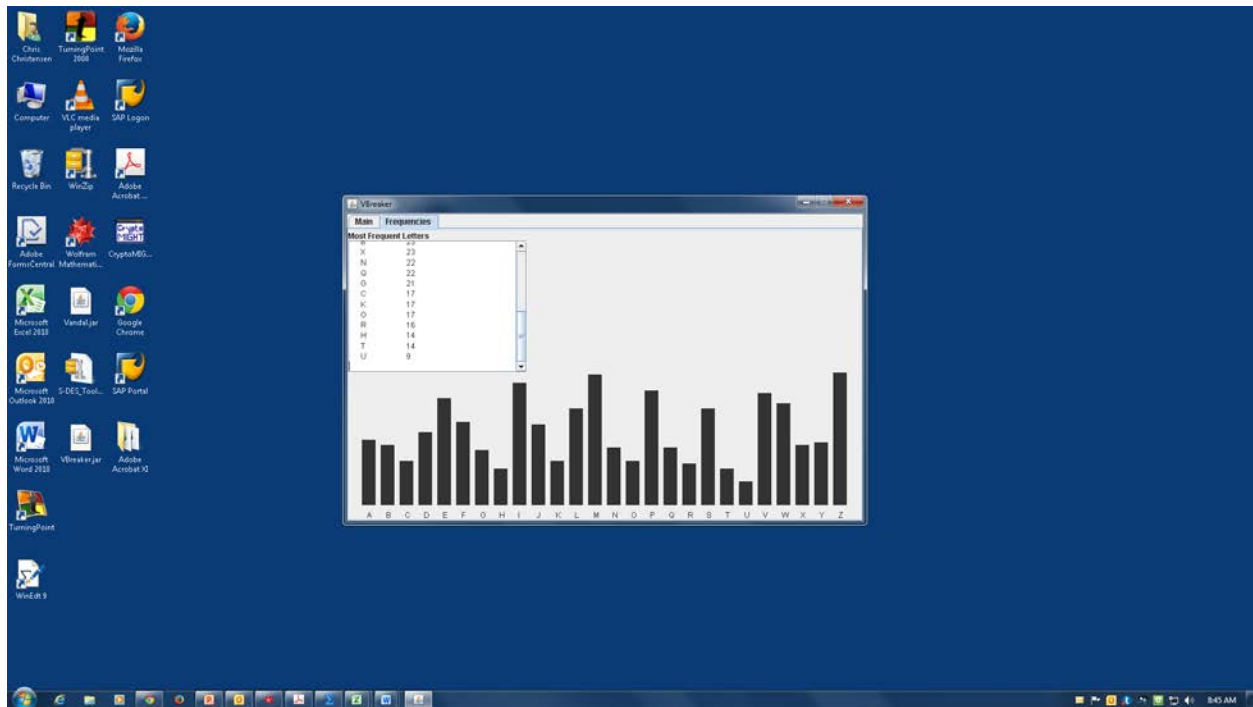 Chris Christensen
TurningPoint 2008
Mozilla Firefox
Computer
VLC media player
SAP Logon
Recycle Bin
WinZip
Adobe Acrobat ...
Adobe FormsCentral
Wolfram Mathemati...
CryptoMIG...
Microsoft Excel 2010
Vandal.jar
Google Chrome
Microsoft Outlook 2010
S-DES_Tool...
SAP Portal
Microsoft Word 2010
VBreaker.jar
Adobe Acrobat XI
TurningPoint
WinEdt 9
VBreaker
Main Frequencies
Most Frequent Letters
X 23
N 22
Q 22
G 21
C 17
K 17
O 17
R 16
H 14
T 14
U 9
A B C D E F G H I J K L M N O P Q R S T U V W X Y Z
8:45 AM